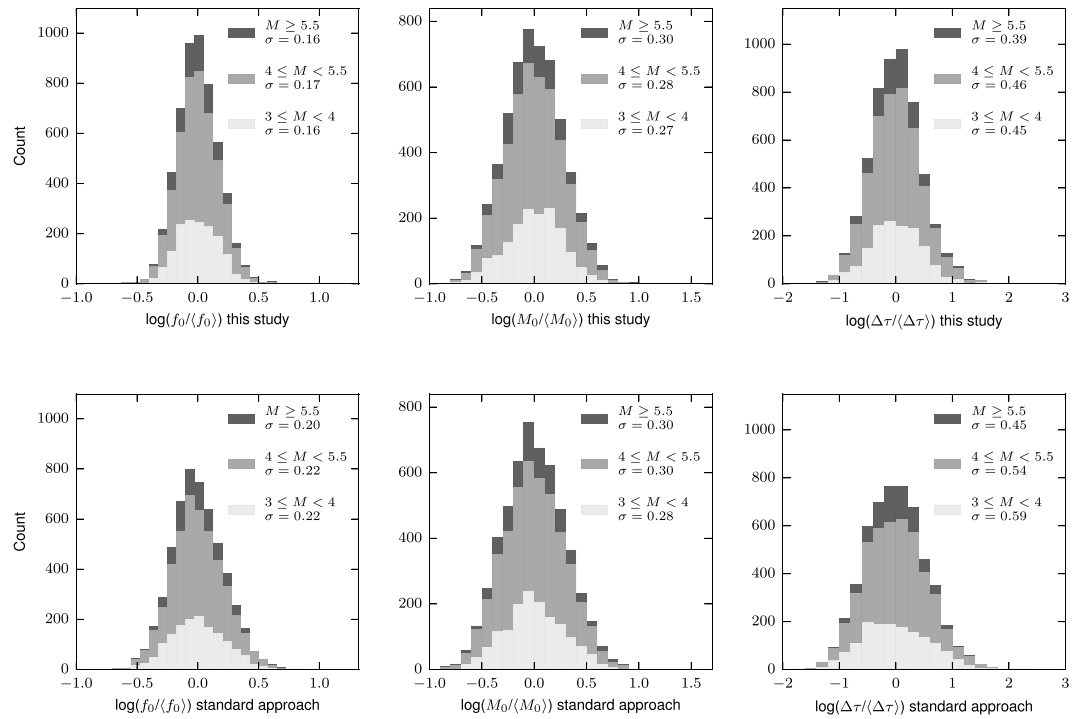 M ≥ 5.5
σ = 0.16
4 ≤ M < 5.5
σ = 0.17
3 ≤ M < 4
σ = 0.16
Count
0
200
400
600
800
1000
−1.0 −0.5 0.0 0.5 1.0
log(f₀/⟨f₀⟩) this study
M ≥ 5.5
σ = 0.30
4 ≤ M < 5.5
σ = 0.28
3 ≤ M < 4
σ = 0.27
0
200
400
600
800
−1.0 −0.5 0.0 0.5 1.0 1.5
log(M₀/⟨M₀⟩) this study
M ≥ 5.5
σ = 0.39
4 ≤ M < 5.5
σ = 0.46
3 ≤ M < 4
σ = 0.45
0
200
400
600
800
1000
−2 −1 0 1 2 3
log(Δτ/⟨Δτ⟩) this study
M ≥ 5.5
σ = 0.20
4 ≤ M < 5.5
σ = 0.22
3 ≤ M < 4
σ = 0.22
Count
0
200
400
600
800
1000
−1.0 −0.5 0.0 0.5 1.0
log(f₀/⟨f₀⟩) standard approach
M ≥ 5.5
σ = 0.30
4 ≤ M < 5.5
σ = 0.30
3 ≤ M < 4
σ = 0.28
0
200
400
600
800
−1.0 −0.5 0.0 0.5 1.0 1.5
log(M₀/⟨M₀⟩) standard approach
M ≥ 5.5
σ = 0.45
4 ≤ M < 5.5
σ = 0.54
3 ≤ M < 4
σ = 0.59
0
200
400
600
800
1000
−2 −1 0 1 2 3
log(Δτ/⟨Δτ⟩) standard approach